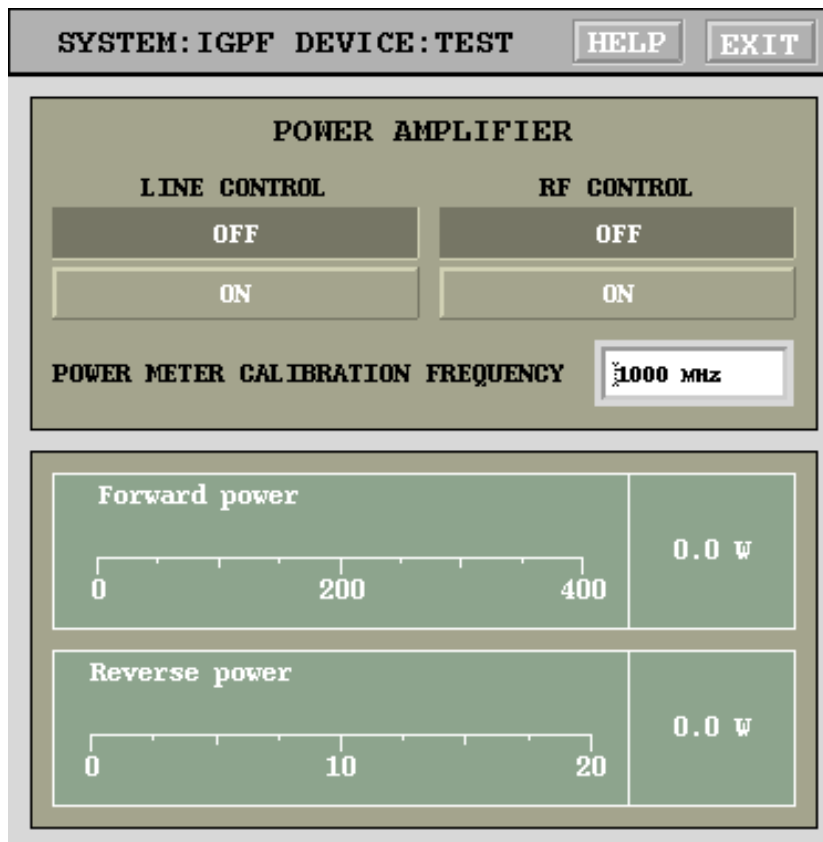 SYSTEM:IGPF DEVICE:TEST HELP EXIT
POWER AMPLIFIER
LINE CONTROL RF CONTROL
OFF OFF
ON ON
POWER METER CALIBRATION FREQUENCY 1000 MHz
Forward power
0.0 W
0 200 400
Reverse power
0.0 W
0 10 20